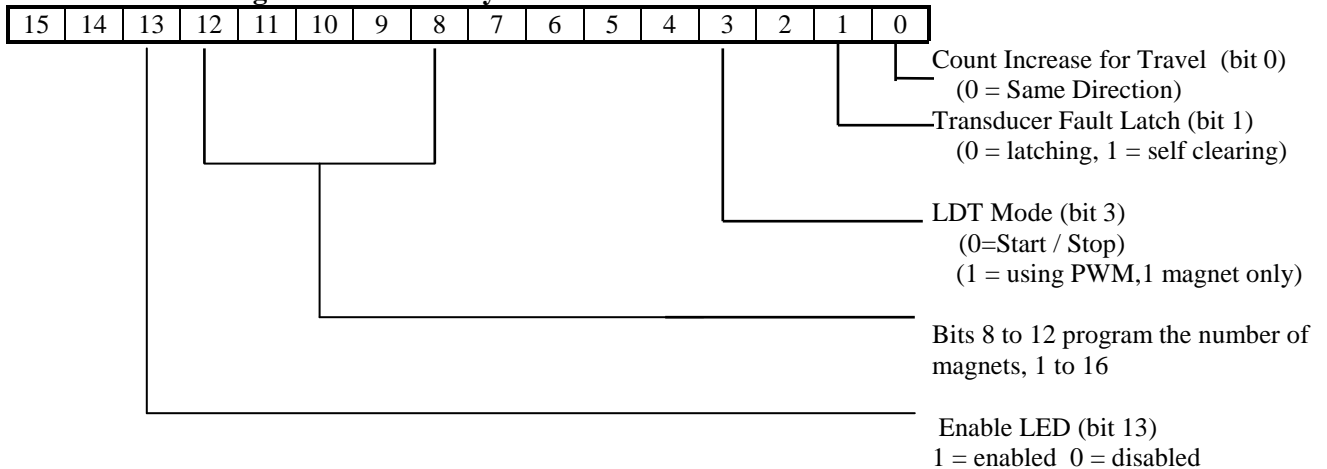 15 14 13 12 11 10 9 8 7 6 5 4 3 2 1 0
Count Increase for Travel (bit 0)
(0 = Same Direction)
Transducer Fault Latch (bit 1)
(0 = latching, 1 = self clearing)
LDT Mode (bit 3)
(0=Start / Stop)
(1 = using PWM,1 magnet only)
Bits 8 to 12 program the number of
magnets, 1 to 16
Enable LED (bit 13)
1 = enabled 0 = disabled